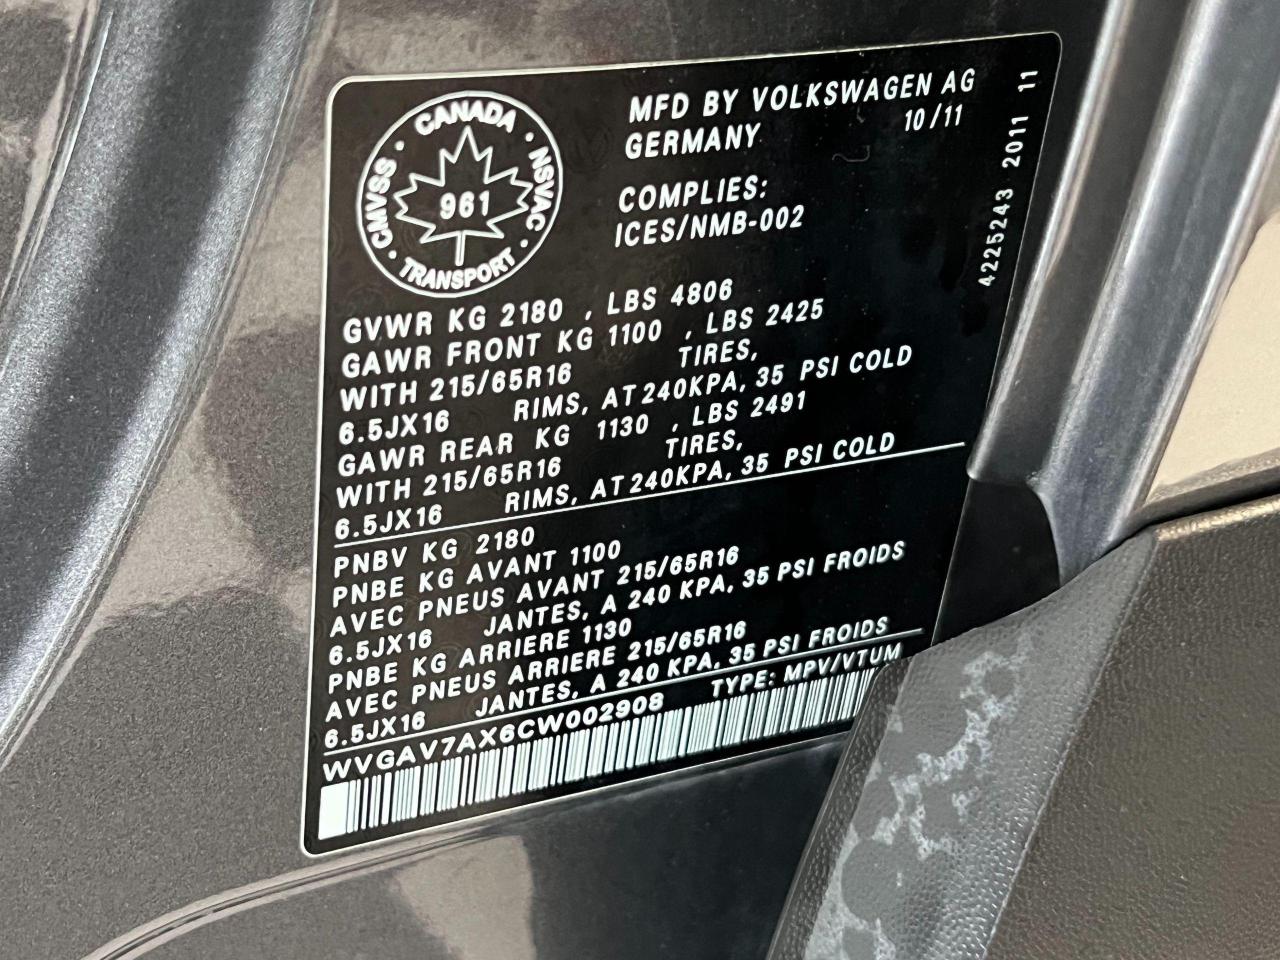 CANADA
CMVSS · NSVAC
961
TRANSPORT
MFD BY VOLKSWAGEN AG
GERMANY 10/11
COMPLIES:
ICES/NMB-002
4225243 2011 11
GVWR KG 2180 , LBS 4806
GAWR FRONT KG 1100 , LBS 2425
WITH 215/65R16 TIRES,
6.5JX16 RIMS, AT 240KPA, 35 PSI COLD
GAWR REAR KG 1130 , LBS 2491
WITH 215/65R16 TIRES,
6.5JX16 RIMS, AT 240KPA, 35 PSI COLD
PNBV KG 2180
PNBE KG AVANT 1100
AVEC PNEUS AVANT 215/65R16
6.5JX16 JANTES, A 240 KPA, 35 PSI FROIDS
PNBE KG ARRIERE 1130
AVEC PNEUS ARRIERE 215/65R16
6.5JX16 JANTES, A 240 KPA, 35 PSI FROIDS
WVGAV7AX6CW002908 TYPE: MPV/VTUM